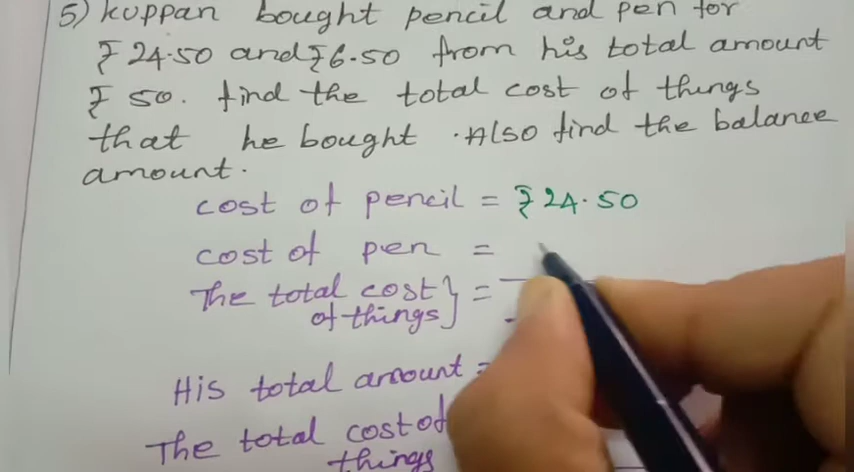 5) Kuppan bought pencil and pen for
₹ 24.50 and ₹6.50 from his total amount
₹ 50. find the total cost of things
that he bought. Also find the balance
amount.
cost of pencil = ₹ 24.50
cost of pen =
The total cost } =
of things
His total amount =
The total cost of
things